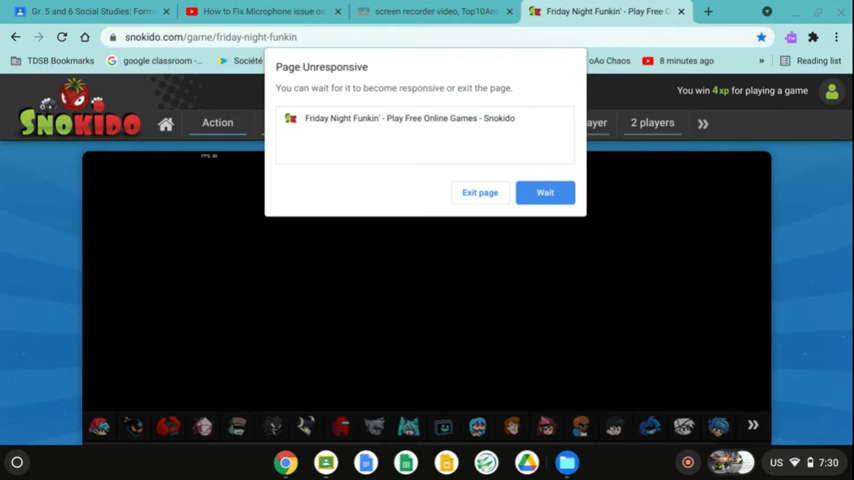 Gr. 5 and 6 Social Studies: Form
How to Fix Microphone issue on
screen recorder video, Top10An
Friday Night Funkin' - Play Free O
snokido.com/game/friday-night-funkin
TDSB Bookmarks
google classroom -...
Société
oAo Chaos
8 minutes ago
»
Reading list
Page Unresponsive
You can wait for it to become responsive or exit the page.
Friday Night Funkin' - Play Free Online Games - Snokido
Exit page
Wait
You win 4xp for playing a game
SNOKIDO
Action
ayer
2 players
FPS:
US
7:30